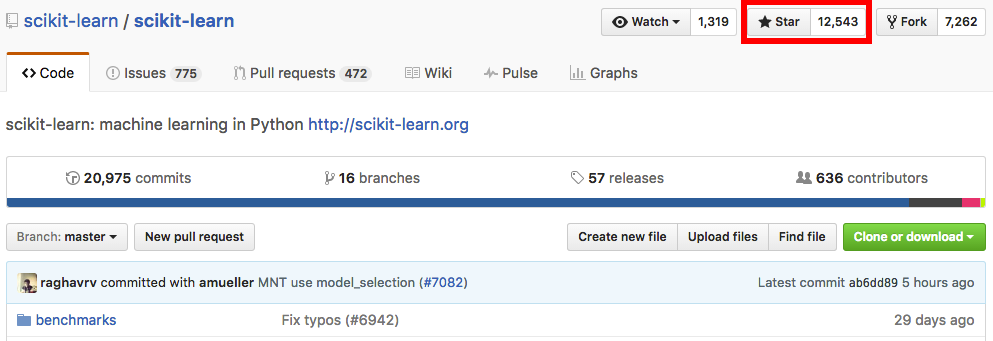 scikit-learn / scikit-learn Watch 1,319 Star 12,543 Fork 7,262
Code Issues 775 Pull requests 472 Wiki Pulse Graphs
scikit-learn: machine learning in Python http://scikit-learn.org
20,975 commits 16 branches 57 releases 636 contributors
Branch: master New pull request Create new file Upload files Find file Clone or download
raghavrv committed with amueller MNT use model_selection (#7082) Latest commit ab6dd89 5 hours ago
benchmarks Fix typos (#6942) 29 days ago